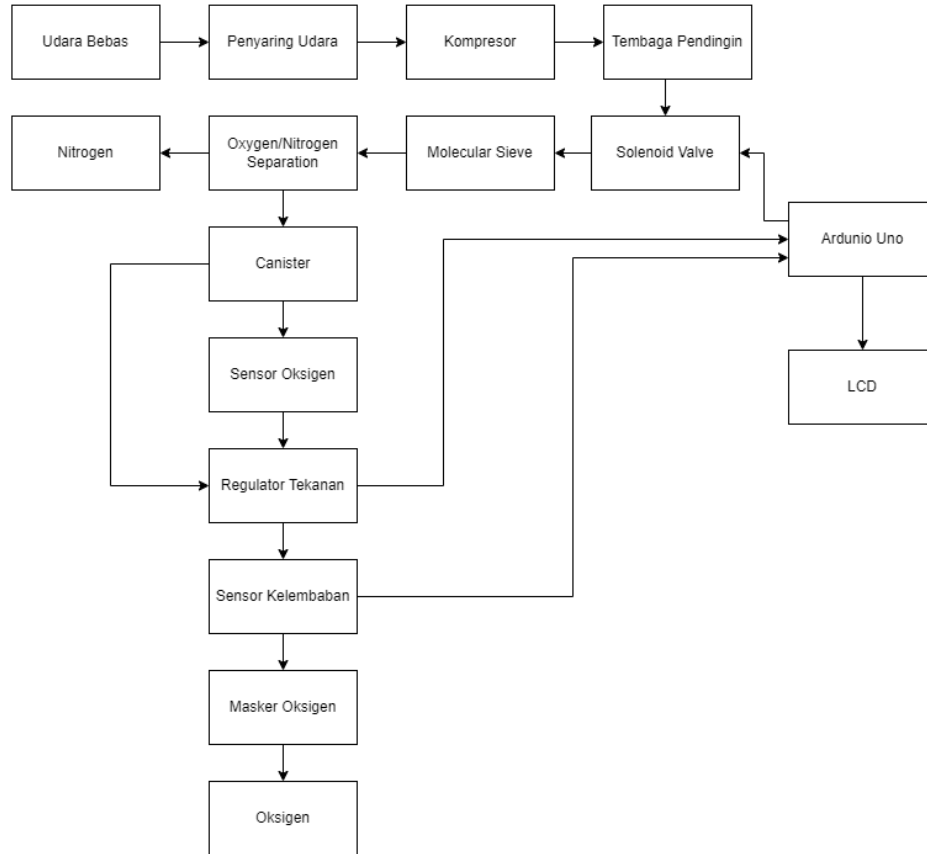 Udara Bebas
Penyaring Udara
Kompresor
Tembaga Pendingin
Nitrogen
Oxygen/Nitrogen
Separation
Molecular Sieve
Solenoid Valve
Ardunio Uno
Canister
LCD
Sensor Oksigen
Regulator Tekanan
Sensor Kelembaban
Masker Oksigen
Oksigen